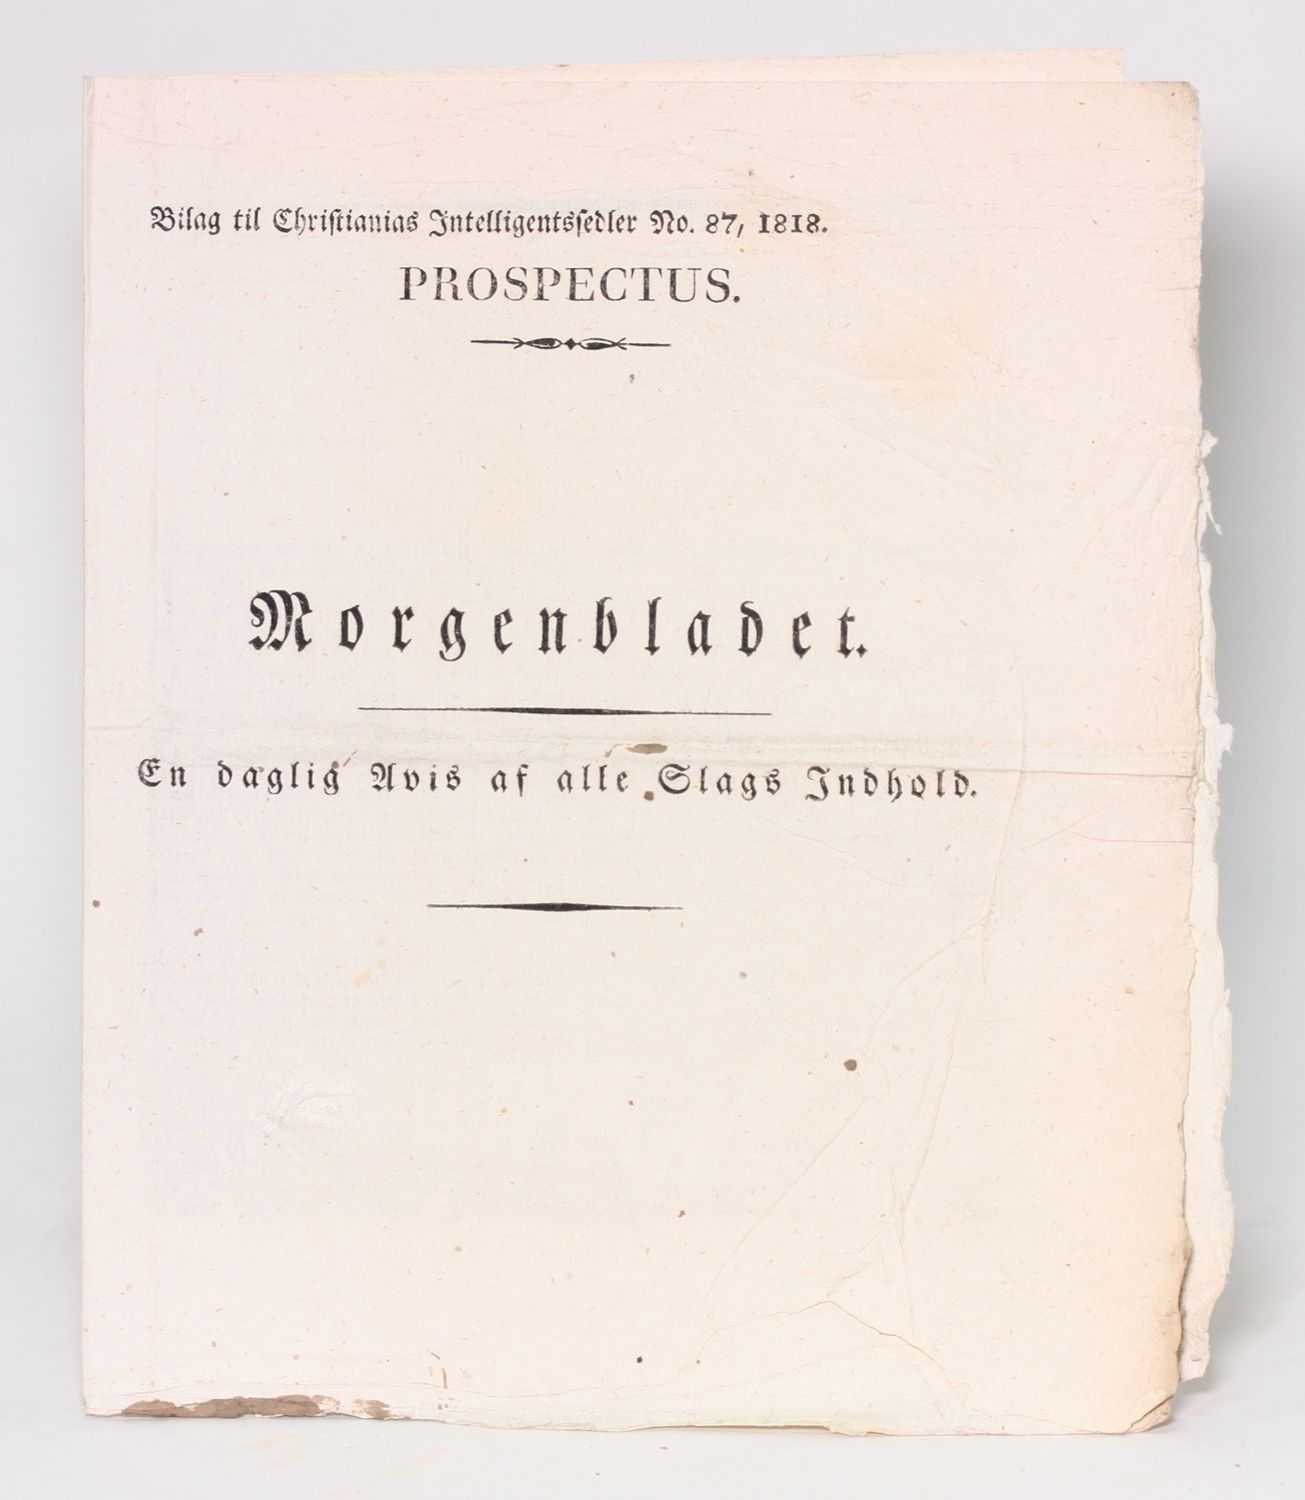 Bilag til Christianias Intelligentssedler No. 87, 1818.
PROSPECTUS.
Morgenbladet.
En daglig Avis af alle Slags Indhold.